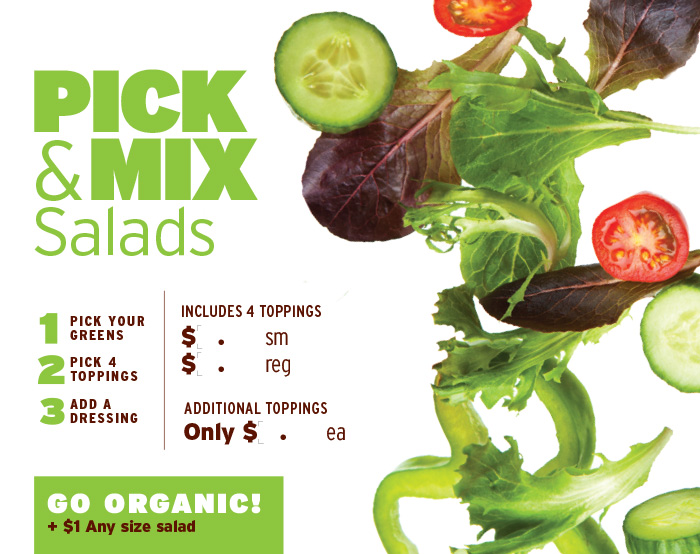 PICK
& MIX
Salads
1 PICK YOUR
GREENS
2 PICK 4
TOPPINGS
3 ADD A
DRESSING
INCLUDES 4 TOPPINGS
$ . sm
$ . reg
ADDITIONAL TOPPINGS
Only $ . ea
GO ORGANIC!
+ $1 Any size salad